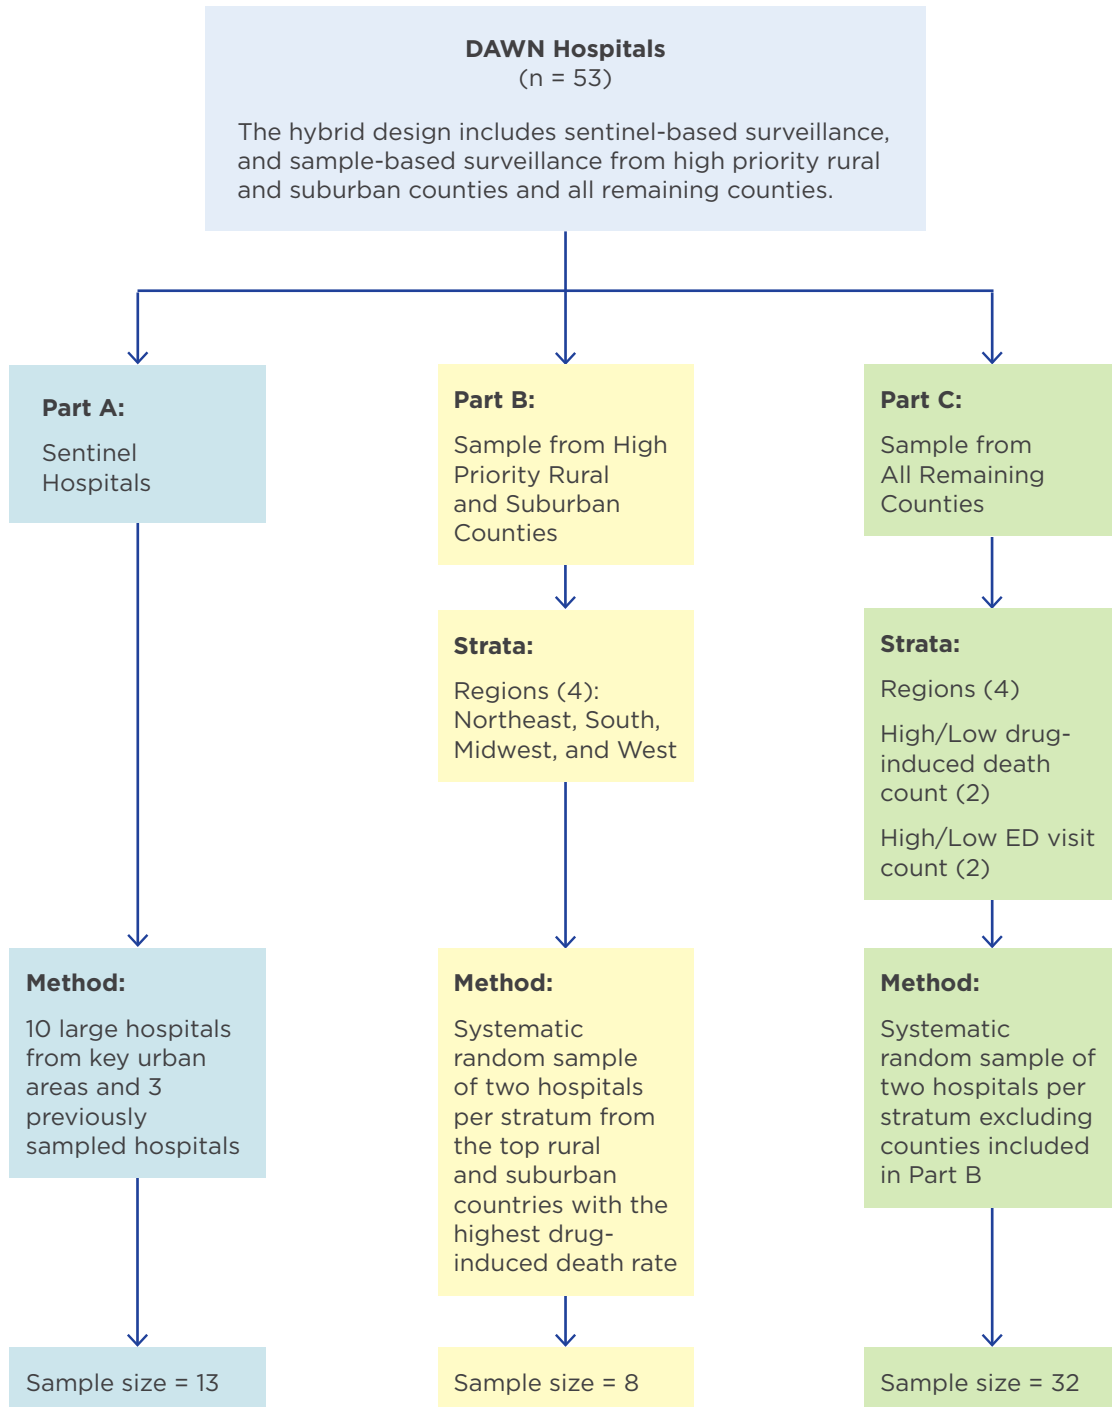 DAWN Hospitals
(n = 53)
The hybrid design includes sentinel-based surveillance,
and sample-based surveillance from high priority rural
and suburban counties and all remaining counties.
Part A:
Sentinel
Hospitals
Method:
10 large hospitals
from key urban
areas and 3
previously
sampled hospitals
Sample size = 13
Part B:
Sample from High
Priority Rural
and Suburban
Counties
Strata:
Regions (4):
Northeast, South,
Midwest, and West
Method:
Systematic
random sample
of two hospitals
per stratum from
the top rural
and suburban
countries with the
highest drug-
induced death rate
Sample size = 8
Part C:
Sample from
All Remaining
Counties
Strata:
Regions (4)
High/Low drug-
induced death
count (2)
High/Low ED visit
count (2)
Method:
Systematic
random sample of
two hospitals per
stratum excluding
counties included
in Part B
Sample size = 32